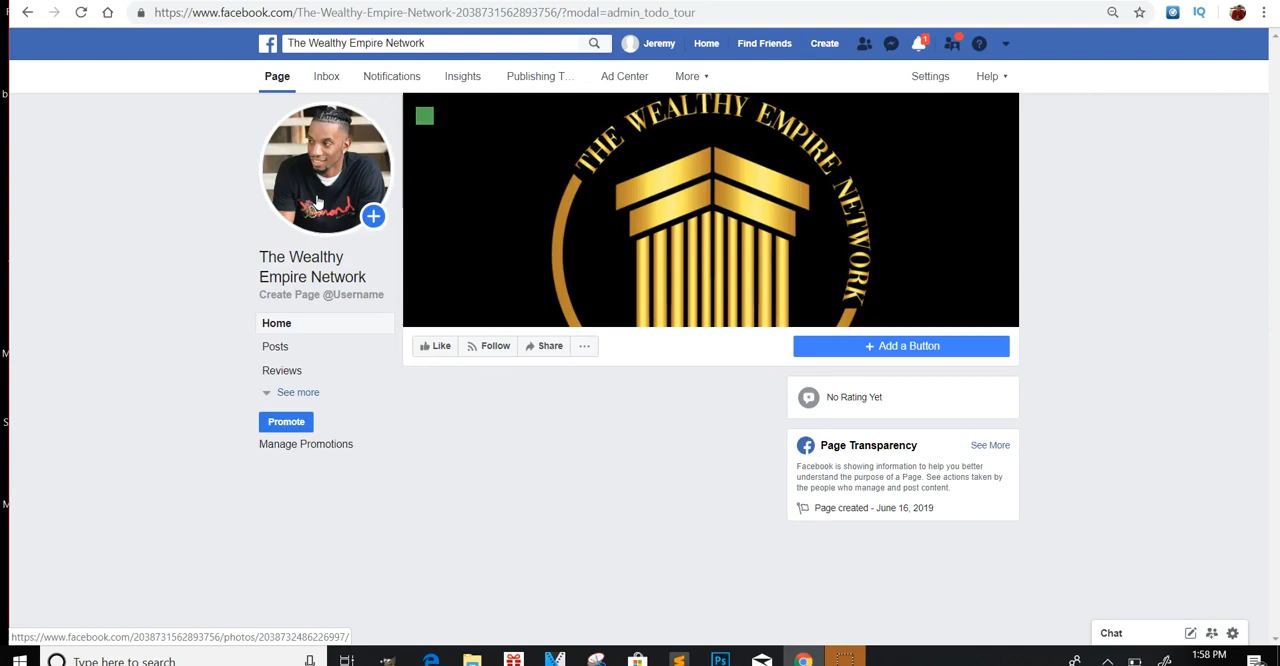 https://www.facebook.com/The-Wealthy-Empire-Network-2038731562893756/?modal=admin_todo_tour
IQ
The Wealthy Empire Network
Jeremy
Home
Find Friends
Create
1
Page
Inbox
Notifications
Insights
Publishing T...
Ad Center
More
Settings
Help
THE WEALTHY EMPIRE NETWORK
The Wealthy
Empire Network
Create Page @Username
Home
Posts
Reviews
See more
Promote
Manage Promotions
Like
Follow
Share
...
+ Add a Button
No Rating Yet
Page Transparency
See More
Facebook is showing information to help you better
understand the purpose of a Page. See actions taken by
the people who manage and post content.
Page created - June 16, 2019
Chat
https://www.facebook.com/2038731562893756/photos/2038732486226997/
Type here to search
Ps
1:58 PM